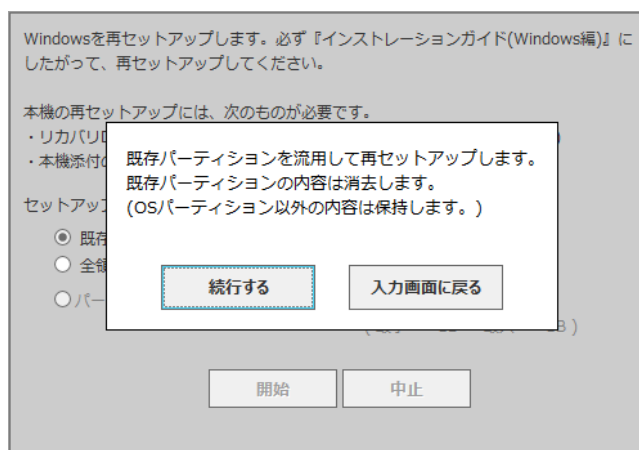 Windowsを再セットアップします。必ず『インストレーションガイド(Windows編)』に
したがって、再セットアップしてください。
本機の再セットアップには、次のものが必要です。
・リカバリ
・本機添付
既存パーティションを流用して再セットアップします。
既存パーティションの内容は消去します。
(OSパーティション以外の内容は保持します。)
セットアップ
既存
全領
パー
続行する
入力画面に戻る
開始
中止